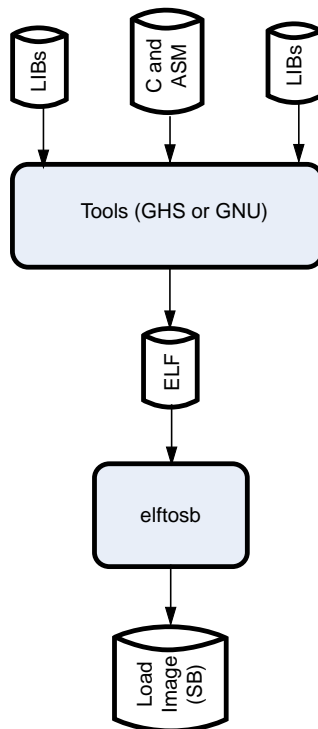 LIBs
C and
ASM
LIBs
Tools (GHS or GNU)
ELF
elftosb
Load
Image
(SB)